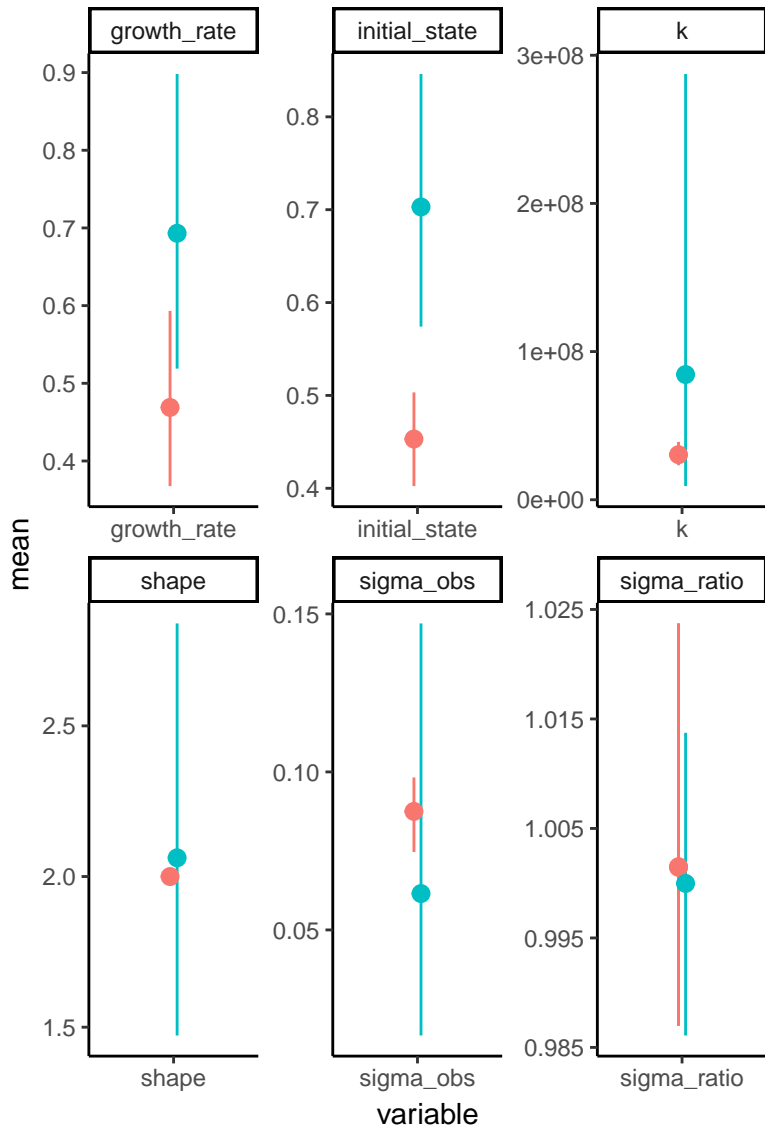 growth_rate initial_state k
0.9
0.8
0.7
0.6
0.5
0.4
growth_rate
0.8
0.7
0.6
0.5
0.4
initial_state
3e+08
2e+08
1e+08
0e+00
k
mean
shape sigma_obs sigma_ratio
2.5
2.0
1.5
shape
0.15
0.10
0.05
sigma_obs
1.025
1.015
1.005
0.995
0.985
sigma_ratio
variable